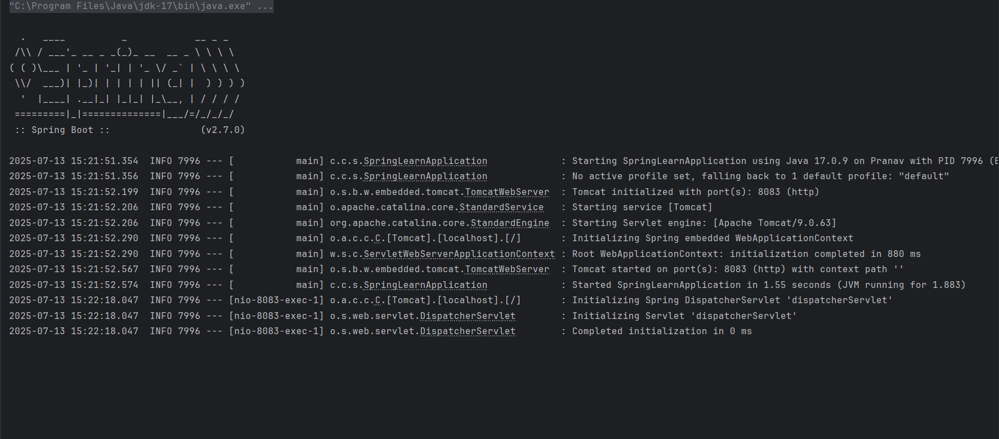 "C:\Program Files\Java\jdk-17\bin\java.exe" ...

  .   ____          _            __ _ _
 /\\ / ___'_ __ _ _(_)_ __  __ _ \ \ \ \
( ( )\___ | '_ | '_| | '_ \/ _` | \ \ \ \
 \\/  ___)| |_)| | | | | || (_| |  ) ) ) )
  '  |____| .__|_| |_|_| |_\__, | / / / /
 =========|_|==============|___/=/_/_/_/
 :: Spring Boot ::                (v2.7.0)

2025-07-13 15:21:51.354  INFO 7996 --- [           main] c.c.s.SpringLearnApplication             : Starting SpringLearnApplication using Java 17.0.9 on Pranav with PID 7996 (
2025-07-13 15:21:51.356  INFO 7996 --- [           main] c.c.s.SpringLearnApplication             : No active profile set, falling back to 1 default profile: "default"
2025-07-13 15:21:52.199  INFO 7996 --- [           main] o.s.b.w.embedded.tomcat.TomcatWebServer  : Tomcat initialized with port(s): 8083 (http)
2025-07-13 15:21:52.206  INFO 7996 --- [           main] o.apache.catalina.core.StandardService   : Starting service [Tomcat]
2025-07-13 15:21:52.206  INFO 7996 --- [           main] org.apache.catalina.core.StandardEngine  : Starting Servlet engine: [Apache Tomcat/9.0.63]
2025-07-13 15:21:52.290  INFO 7996 --- [           main] o.a.c.c.C.[Tomcat].[localhost].[/]       : Initializing Spring embedded WebApplicationContext
2025-07-13 15:21:52.290  INFO 7996 --- [           main] w.s.c.ServletWebServerApplicationContext : Root WebApplicationContext: initialization completed in 880 ms
2025-07-13 15:21:52.567  INFO 7996 --- [           main] o.s.b.w.embedded.tomcat.TomcatWebServer  : Tomcat started on port(s): 8083 (http) with context path ''
2025-07-13 15:21:52.574  INFO 7996 --- [           main] c.c.s.SpringLearnApplication             : Started SpringLearnApplication in 1.55 seconds (JVM running for 1.883)
2025-07-13 15:22:18.047  INFO 7996 --- [nio-8083-exec-1] o.a.c.c.C.[Tomcat].[localhost].[/]       : Initializing Spring DispatcherServlet 'dispatcherServlet'
2025-07-13 15:22:18.047  INFO 7996 --- [nio-8083-exec-1] o.s.web.servlet.DispatcherServlet        : Initializing Servlet 'dispatcherServlet'
2025-07-13 15:22:18.047  INFO 7996 --- [nio-8083-exec-1] o.s.web.servlet.DispatcherServlet        : Completed initialization in 0 ms